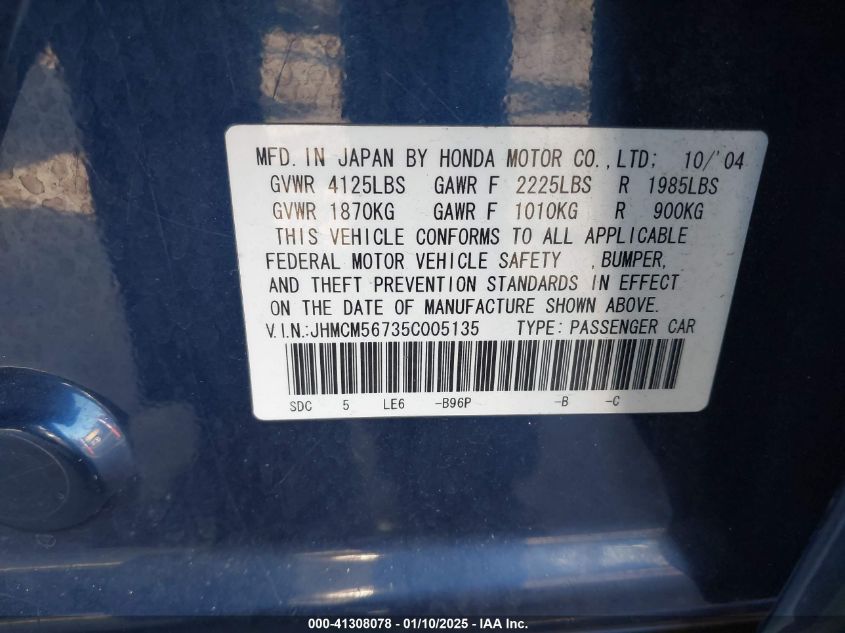 MFD. IN JAPAN BY HONDA MOTOR CO., LTD; 10/'04
GVWR 4125LBS GAWR F 2225LBS R 1985LBS
GVWR 1870KG GAWR F 1010KG R 900KG
THIS VEHICLE CONFORMS TO ALL APPLICABLE
FEDERAL MOTOR VEHICLE SAFETY , BUMPER,
AND THEFT PREVENTION STANDARDS IN EFFECT
ON THE DATE OF MANUFACTURE SHOWN ABOVE.
V.I.N.:JHMCM56735C005135 TYPE: PASSENGER CAR
SDC 5 LE6 -B96P -B -C
000-41308078 - 01/10/2025 - IAA Inc.